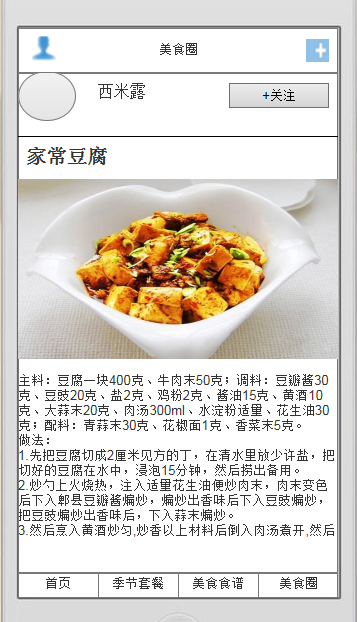 美食圈
西米露
+关注
家常豆腐
主料：豆腐一块400克、牛肉末50克；调料：豆瓣酱30
克、豆豉20克、盐2克、鸡粉2克、酱油15克、黄酒10
克、大蒜末20克、肉汤300ml、水淀粉适量、花生油30
克；配料：青蒜末30克、花椒面1克、香菜末5克。
做法：
1.先把豆腐切成2厘米见方的丁，在清水里放少许盐，把
切好的豆腐在水中，浸泡15分钟，然后捞出备用。
2.炒勺上火烧热，注入适量花生油便炒肉末，肉末变色
后下入郫县豆瓣酱煸炒，煸炒出香味后下入豆豉煸炒，
把豆豉煸炒出香味后，下入蒜末煸炒。
3.然后烹入黄酒炒匀,炒香以上材料后倒入肉汤煮开,然后
首页
季节套餐
美食食谱
美食圈